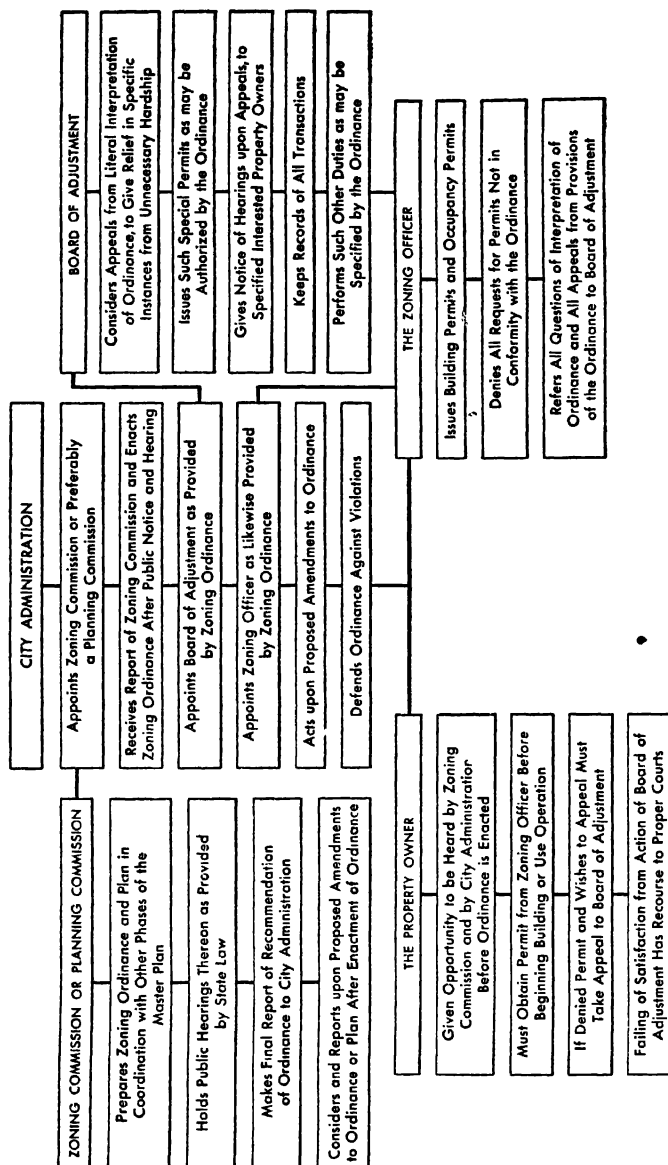 CITY ADMINISTRATION
Appoints Zoning Commission or Preferably
a Planning Commission
Receives Report of Zoning Commission and Enacts
Zoning Ordinance After Public Notice and Hearing
Appoints Board of Adjustment as Provided
by Zoning Ordinance
Appoints Zoning Officer as Likewise Provided
by Zoning Ordinance
Acts upon Proposed Amendments to Ordinance
Defends Ordinance Against Violations
ZONING COMMISSION OR PLANNING COMMISSION
Prepares Zoning Ordinance and Plan in
Coordination with Other Phases of the
Master Plan
Holds Public Hearings Thereon as Provided
by State Law
Makes Final Report of Recommendation
of Ordinance to City Administration
Considers and Reports upon Proposed Amendments
to Ordinance or Plan After Enactment of Ordinance
BOARD OF ADJUSTMENT
Considers Appeals from Literal Interpretation
of Ordinance, to Give Relief in Specific
Instances from Unnecessary Hardship
Issues Such Special Permits as may be
Authorized by the Ordinance
Gives Notice of Hearings upon Appeals, to
Specified Interested Property Owners
Keeps Records of All Transactions
Performs Such Other Duties as may be
Specified by the Ordinance
THE PROPERTY OWNER
Given Opportunity to be Heard by Zoning
Commission and by City Administration
Before Ordinance is Enacted
Must Obtain Permit from Zoning Officer Before
Beginning Building or Use Operation
If Denied Permit and Wishes to Appeal Must
Take Appeal to Board of Adjustment
Failing of Satisfaction from Action of Board of
Adjustment Has Recourse to Proper Courts
THE ZONING OFFICER
Issues Building Permits and Occupancy Permits
Denies All Requests for Permits Not in
Conformity with the Ordinance
Refers All Questions of Interpretation of
Ordinance and All Appeals from Provisions
of the Ordinance to Board of Adjustment